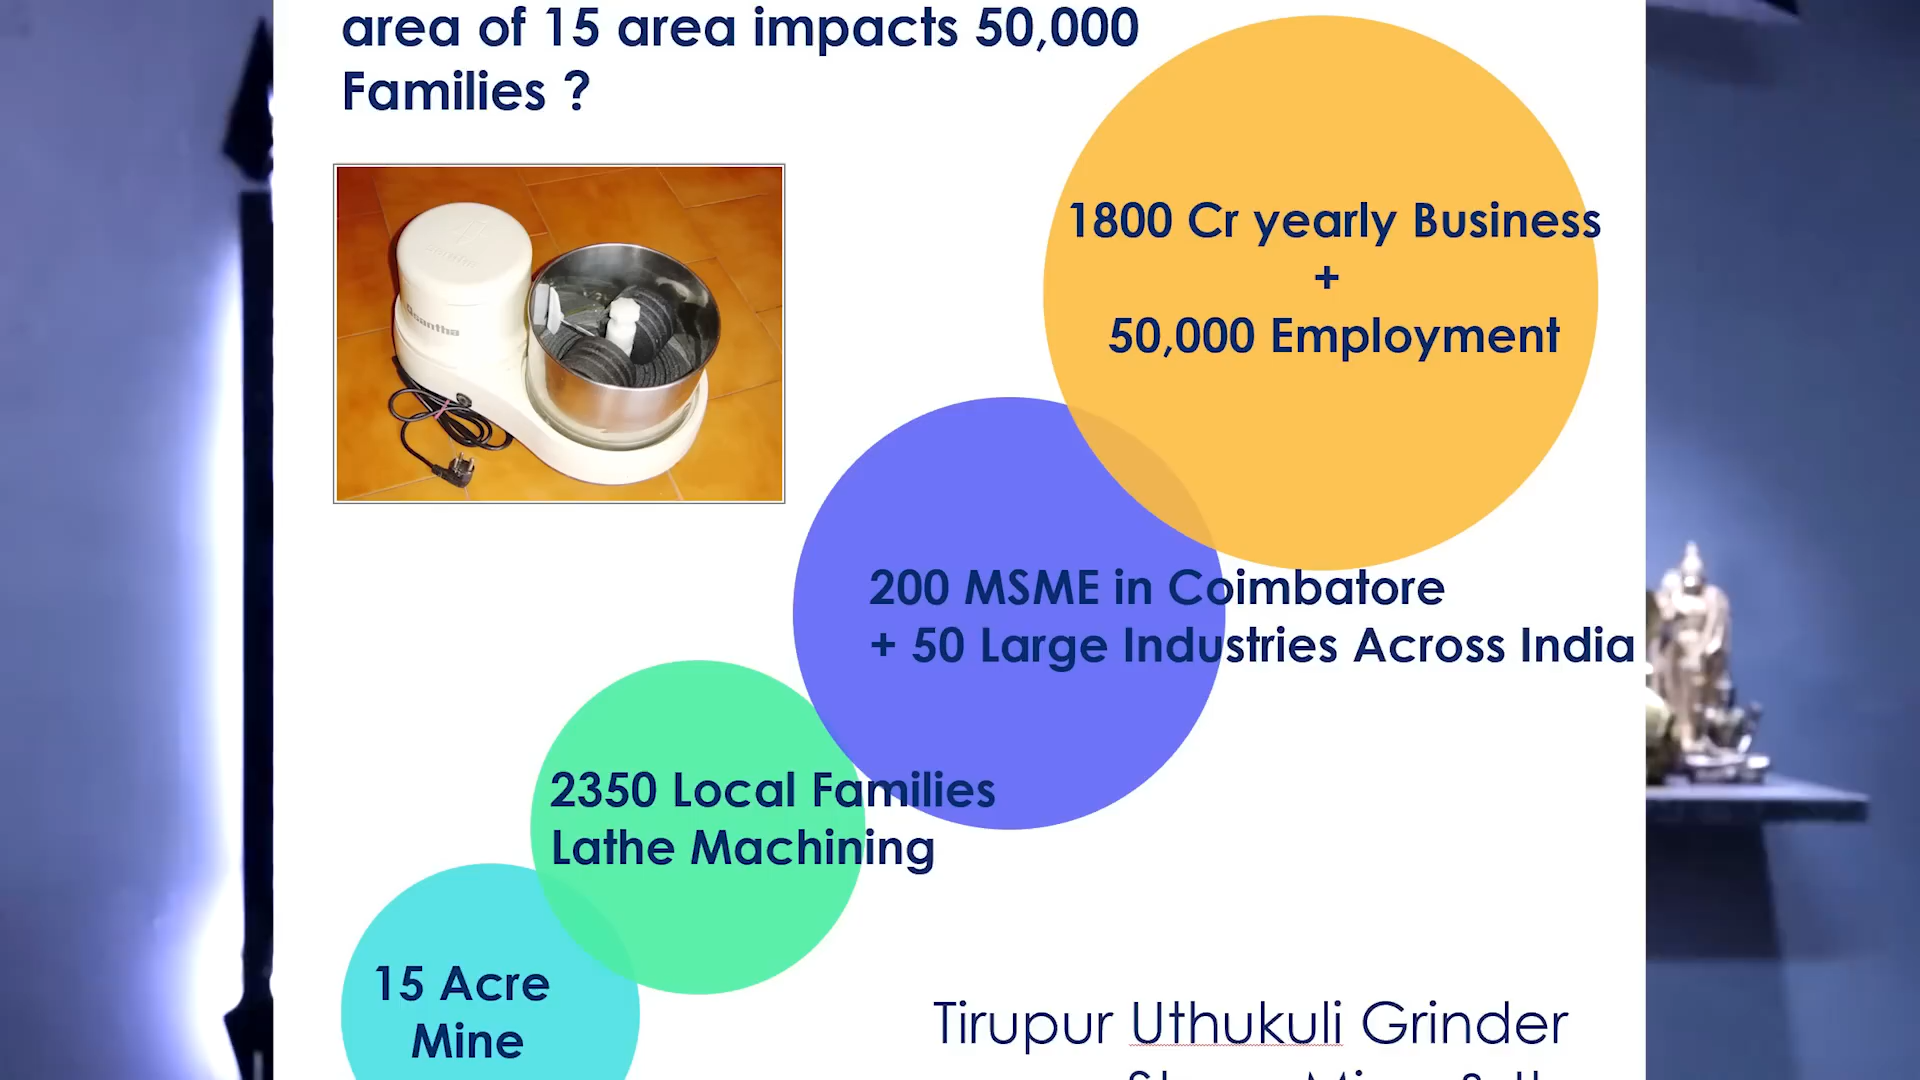 area of 15 area impacts 50,000
Families ?
1800 Cr yearly Business
+
50,000 Employment
200 MSME in Coimbatore
+ 50 Large Industries Across India
2350 Local Families
Lathe Machining
15 Acre
Mine
Tirupur Uthukuli Grinder